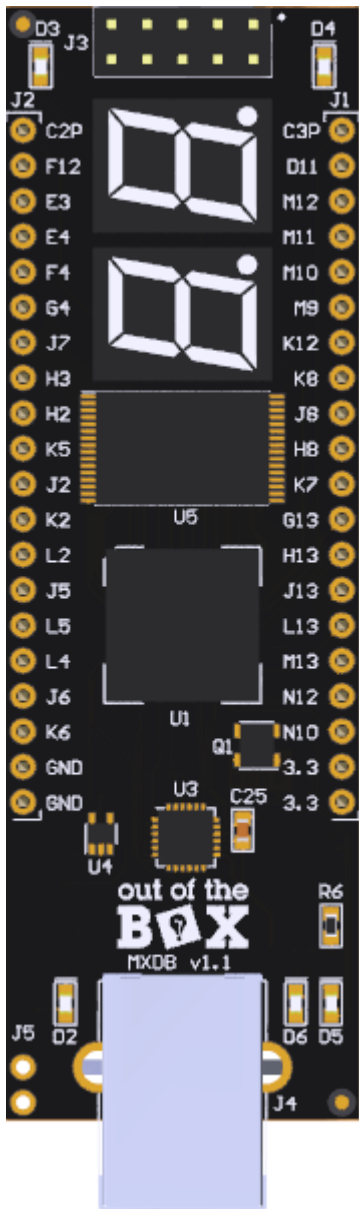 D3 J3 D4
J2 J1
C2P C3P
F12 D11
E3 M12
E4 M11
F4 M10
G4 M9
J7 K12
H3 K8
H2 J8
K5 H8
J2 K7
K2 G13
U5
L2 H13
J5 J13
L5 L13
L4 M13
J6 N12
U1
K6 Q1 N10
GND 3.3
U3
GND C25 3.3
U4
out of the
BOX
R6
MXDB v1.1
J5 D2 D6 D5
J4